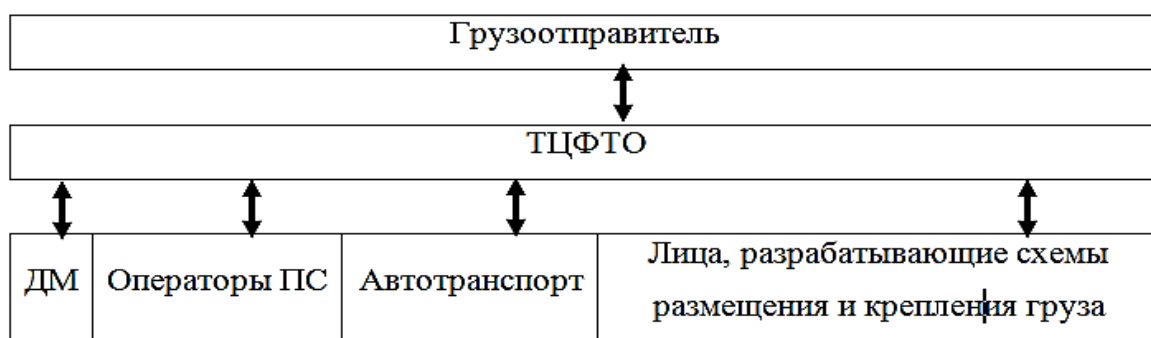 Грузоотправитель
ТЦФТО
ДМ
Операторы ПС
Автотранспорт
Лица, разрабатывающие схемы
размещения и крепления груза